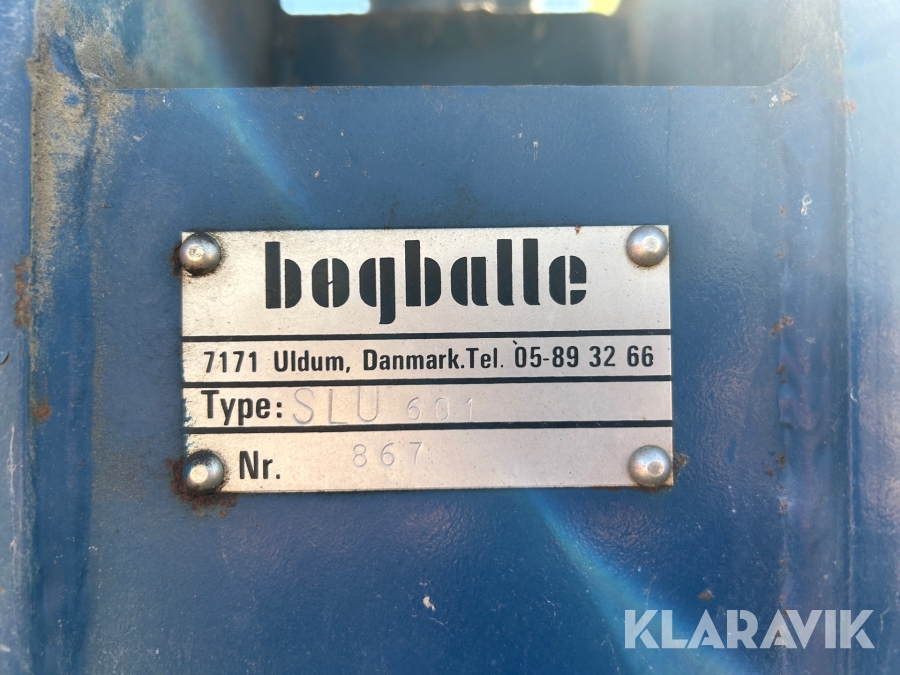 bøgballe
7171 Uldum, Danmark.Tel. 05-89 32 66
Type: SLU 601
Nr. 867
KLARAVIK